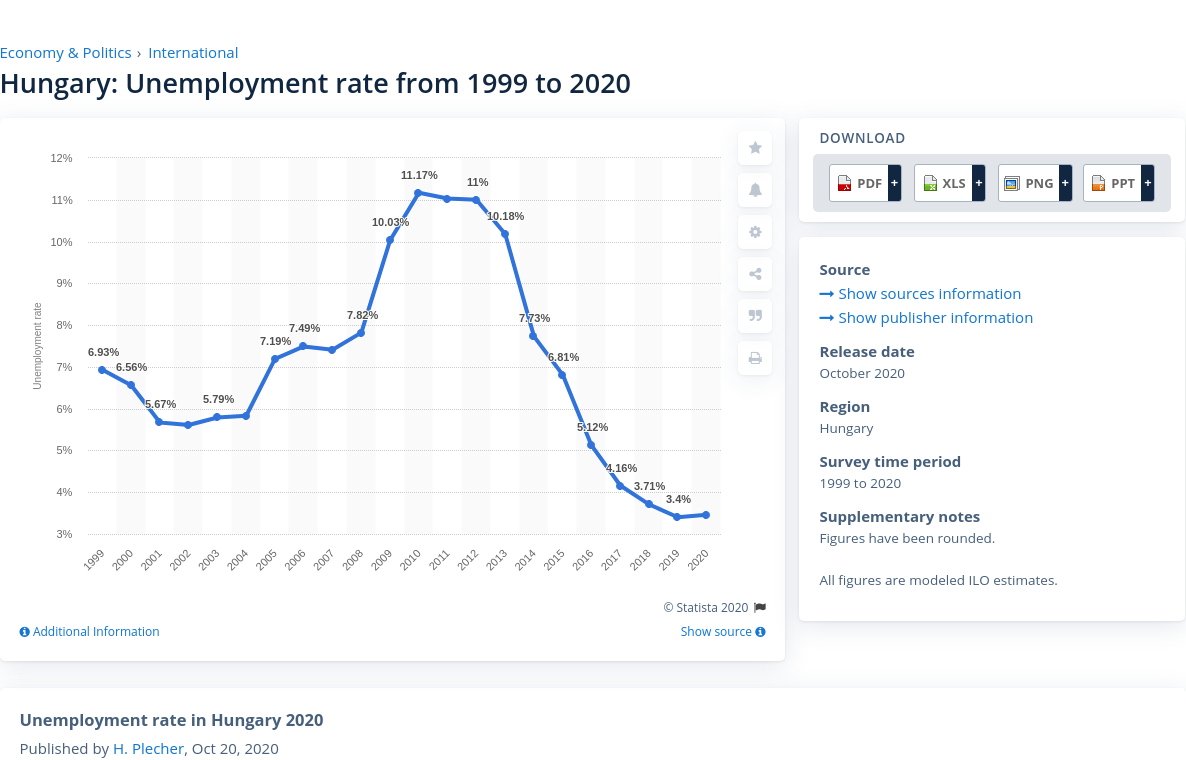 Economy & Politics › International
Hungary: Unemployment rate from 1999 to 2020
12%
11%
10%
9%
8%
7%
6%
5%
4%
3%
Unemployment rate
6.93%
6.56%
5.67%
5.79%
7.19%
7.49%
7.82%
10.03%
11.17%
11%
10.18%
7.73%
6.81%
5.12%
4.16%
3.71%
3.4%
1999
2000
2001
2002
2003
2004
2005
2006
2007
2008
2009
2010
2011
2012
2013
2014
2015
2016
2017
2018
2019
2020
© Statista 2020
Additional Information
Show source
DOWNLOAD
PDF +
XLS +
PNG +
PPT +
Source
Show sources information
Show publisher information
Release date
October 2020
Region
Hungary
Survey time period
1999 to 2020
Supplementary notes
Figures have been rounded.
All figures are modeled ILO estimates.
Unemployment rate in Hungary 2020
Published by H. Plecher, Oct 20, 2020